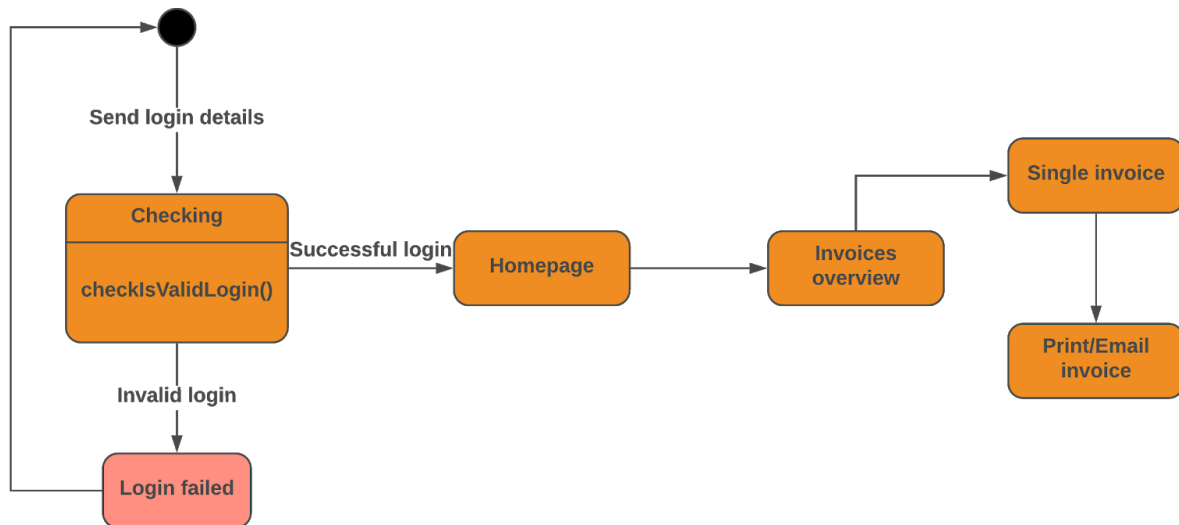 Send login details
Checking
checkIsValidLogin()
Successful login
Homepage
Invoices
overview
Single invoice
Print/Email
invoice
Invalid login
Login failed